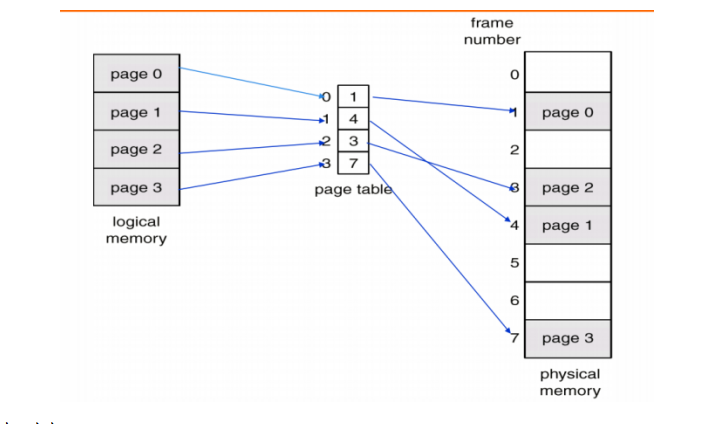 frame
number
page 0
page 1
page 2
page 3
logical
memory
0 1
1 4
2 3
3 7
page table
0
1 page 0
2
3 page 2
4 page 1
5
6
7 page 3
physical
memory